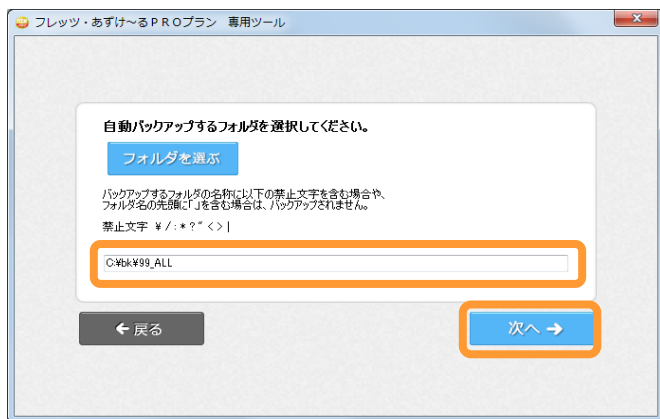 フレッツ・あずけ～るPROプラン 専用ツール
自動バックアップするフォルダを選択してください。
フォルダを選ぶ
バックアップするフォルダの名称に以下の禁止文字を含む場合や、
フォルダ名の先頭に「.」を含む場合は、バックアップされません。
禁止文字 ¥ / : * ? " < > |
C:¥bk¥99_ALL
← 戻る
次へ →